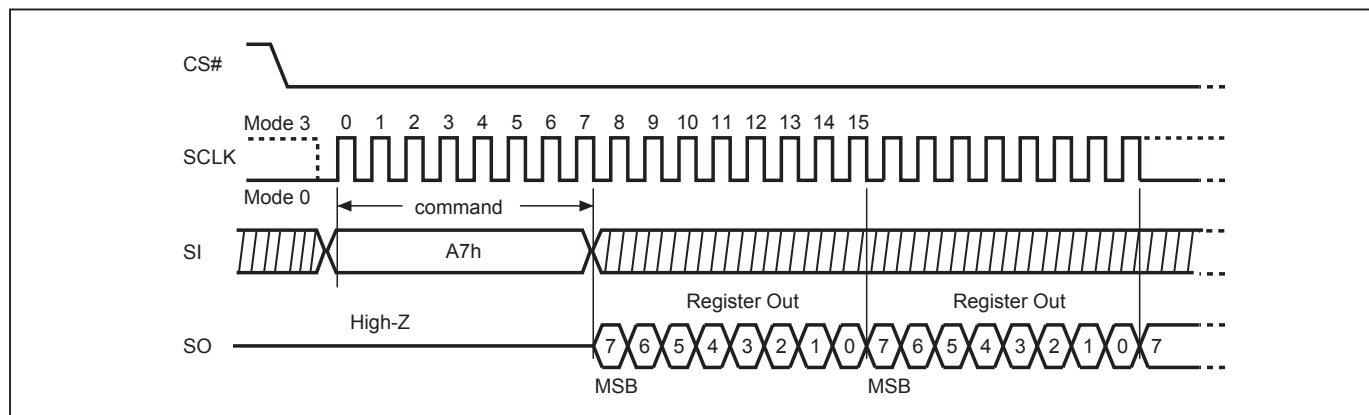 CS#
Mode 3 0 1 2 3 4 5 6 7 8 9 10 11 12 13 14 15
SCLK
Mode 0
command
SI A7h
Register Out Register Out
High-Z
SO 7 6 5 4 3 2 1 0 7 6 5 4 3 2 1 0 7
MSB MSB